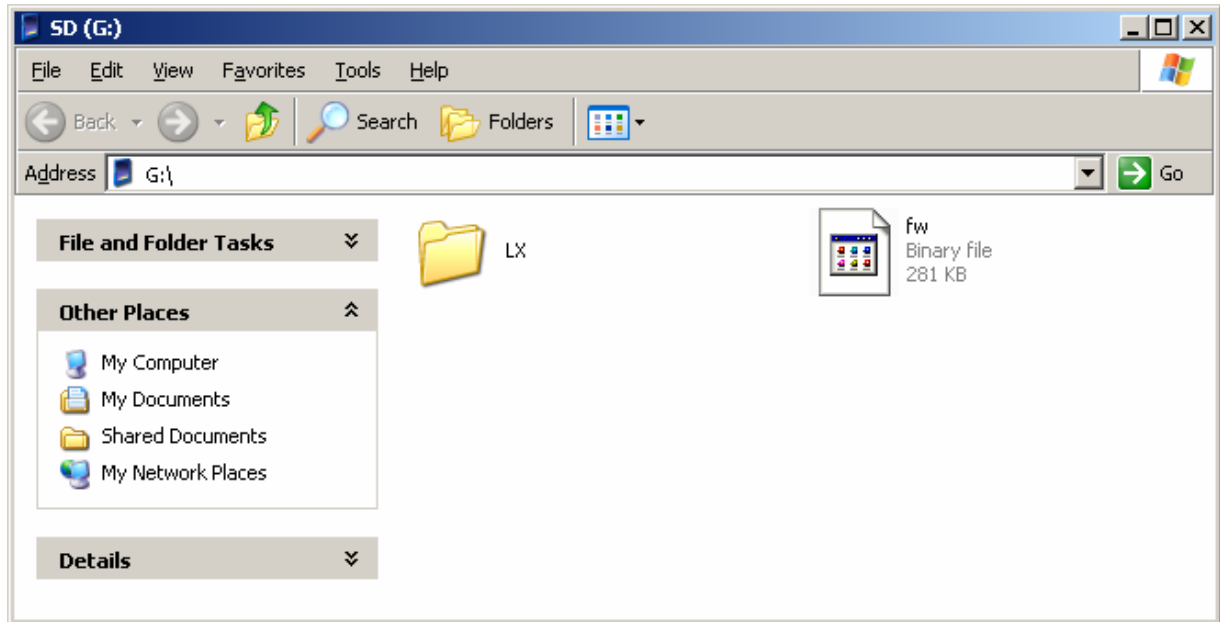 SD (G:)
File Edit View Favorites Tools Help
Back Search Folders
Address G:\ Go
File and Folder Tasks
Other Places
My Computer
My Documents
Shared Documents
My Network Places
Details
LX
fw
Binary file
281 KB